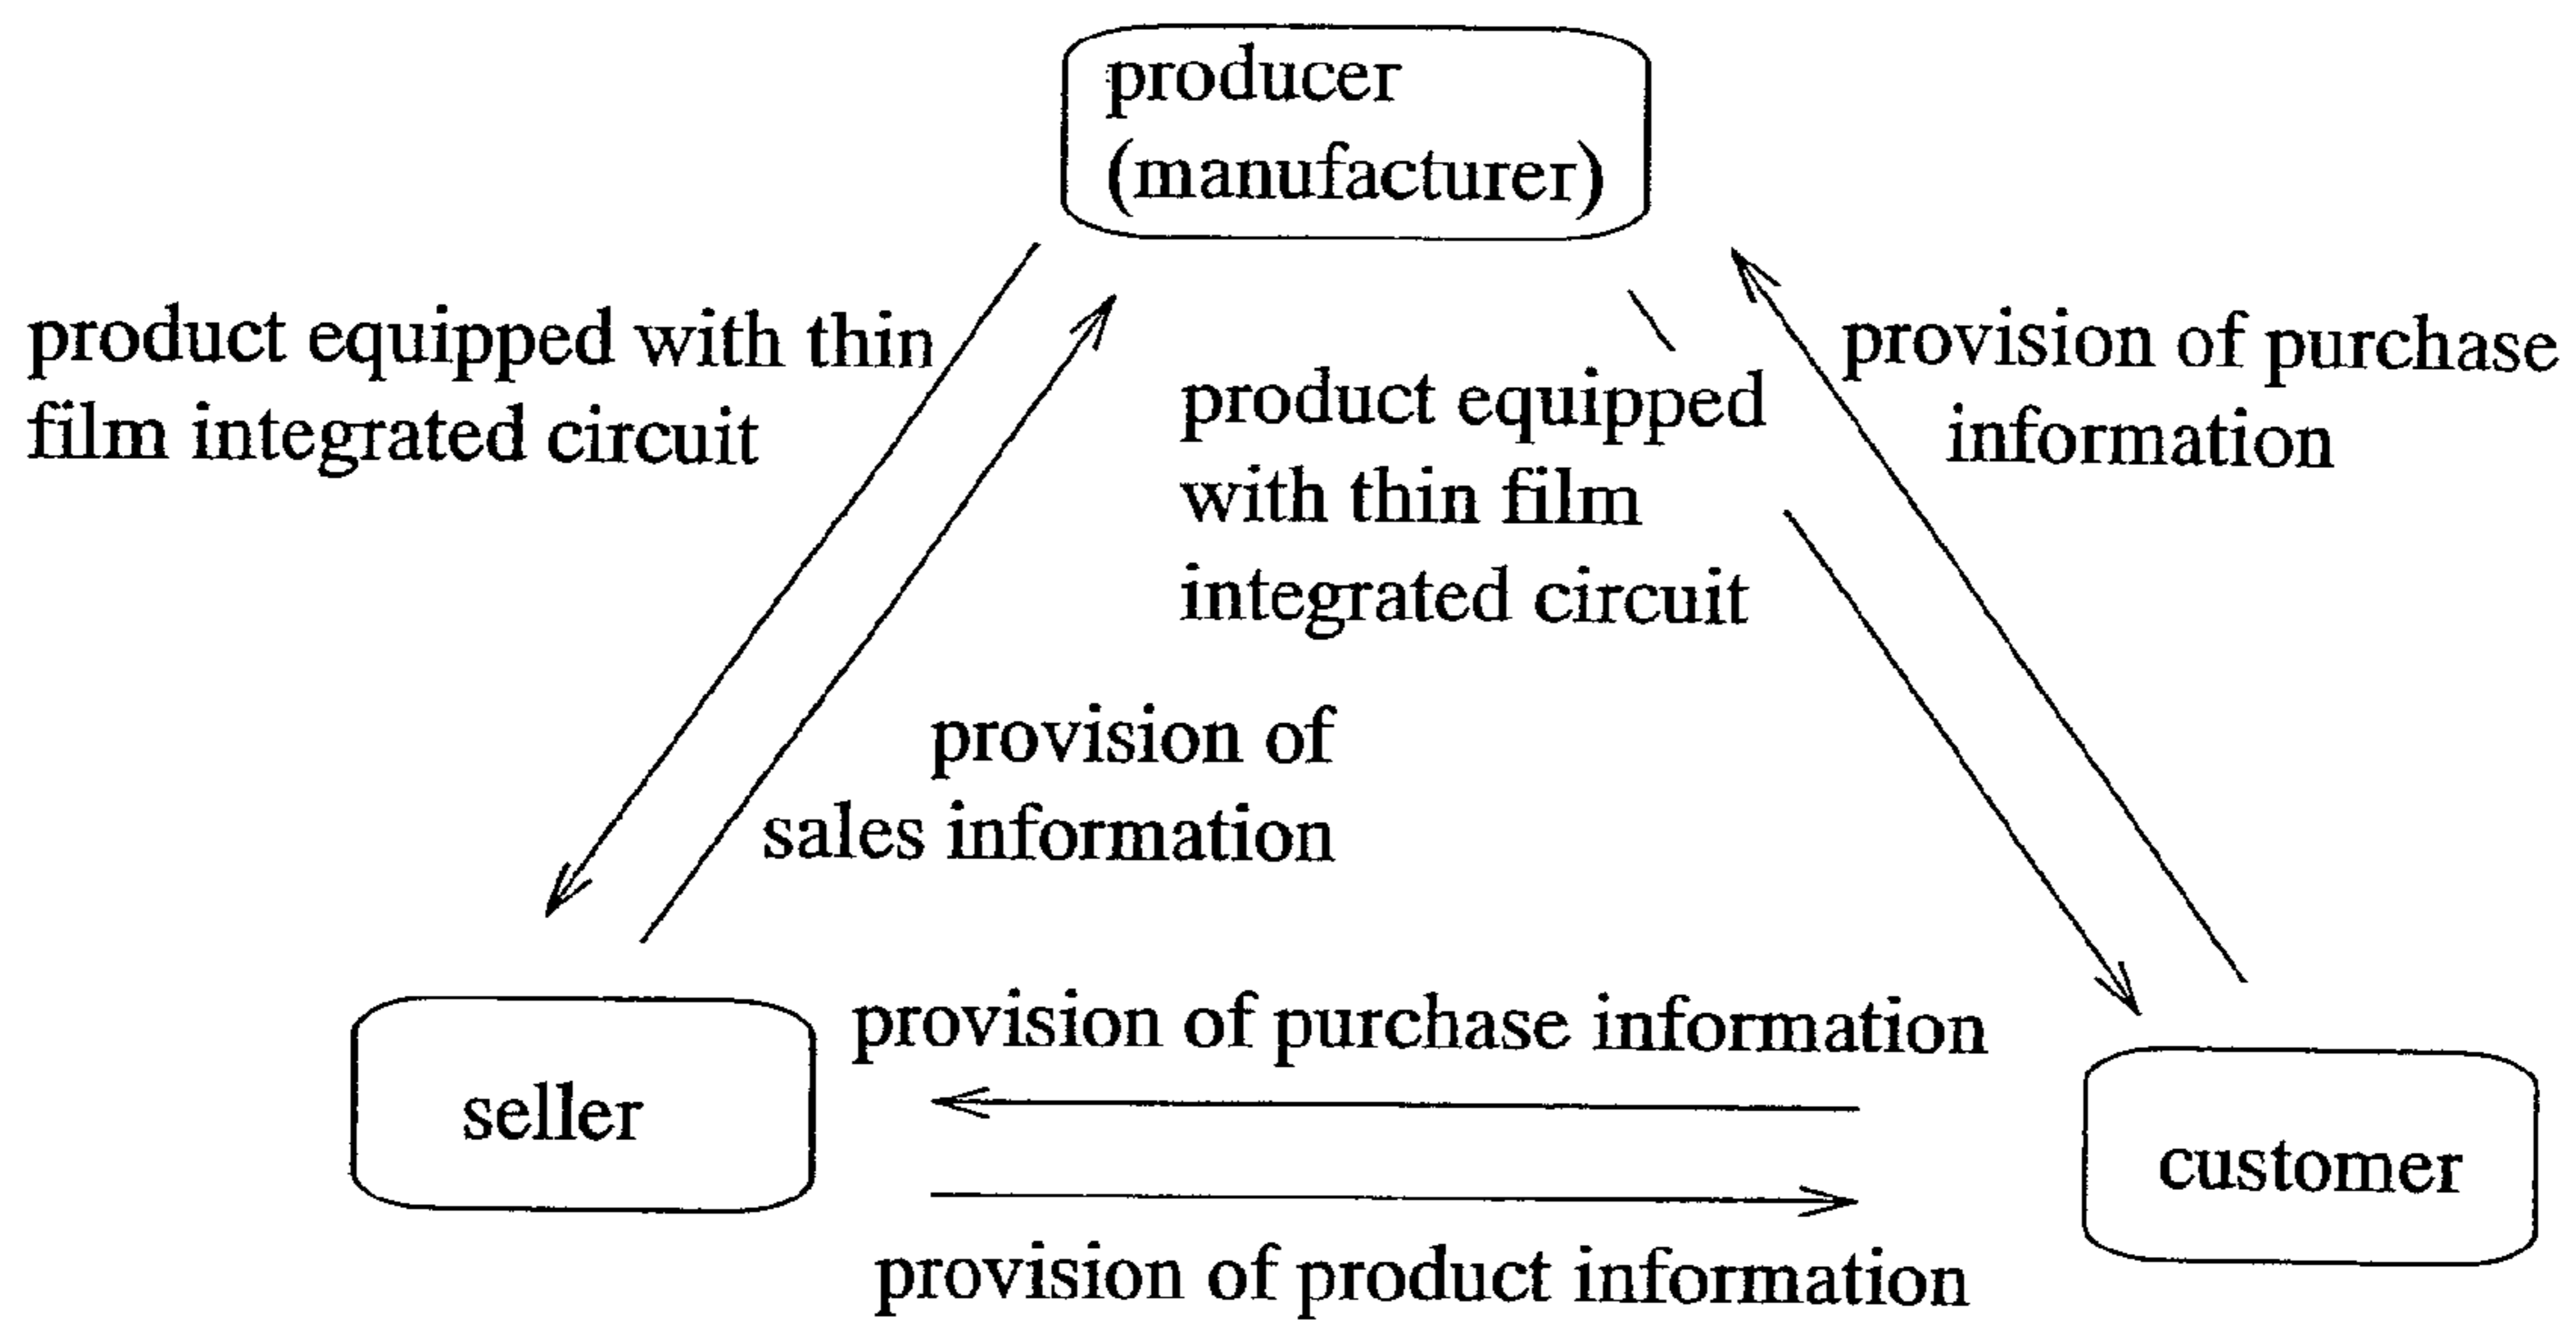 producer
(manufacturer)
product equipped with thin
film integrated circuit
product equipped
with thin film
integrated circuit
provision of purchase
information
provision of
sales information
seller
provision of purchase information
customer
provision of product information